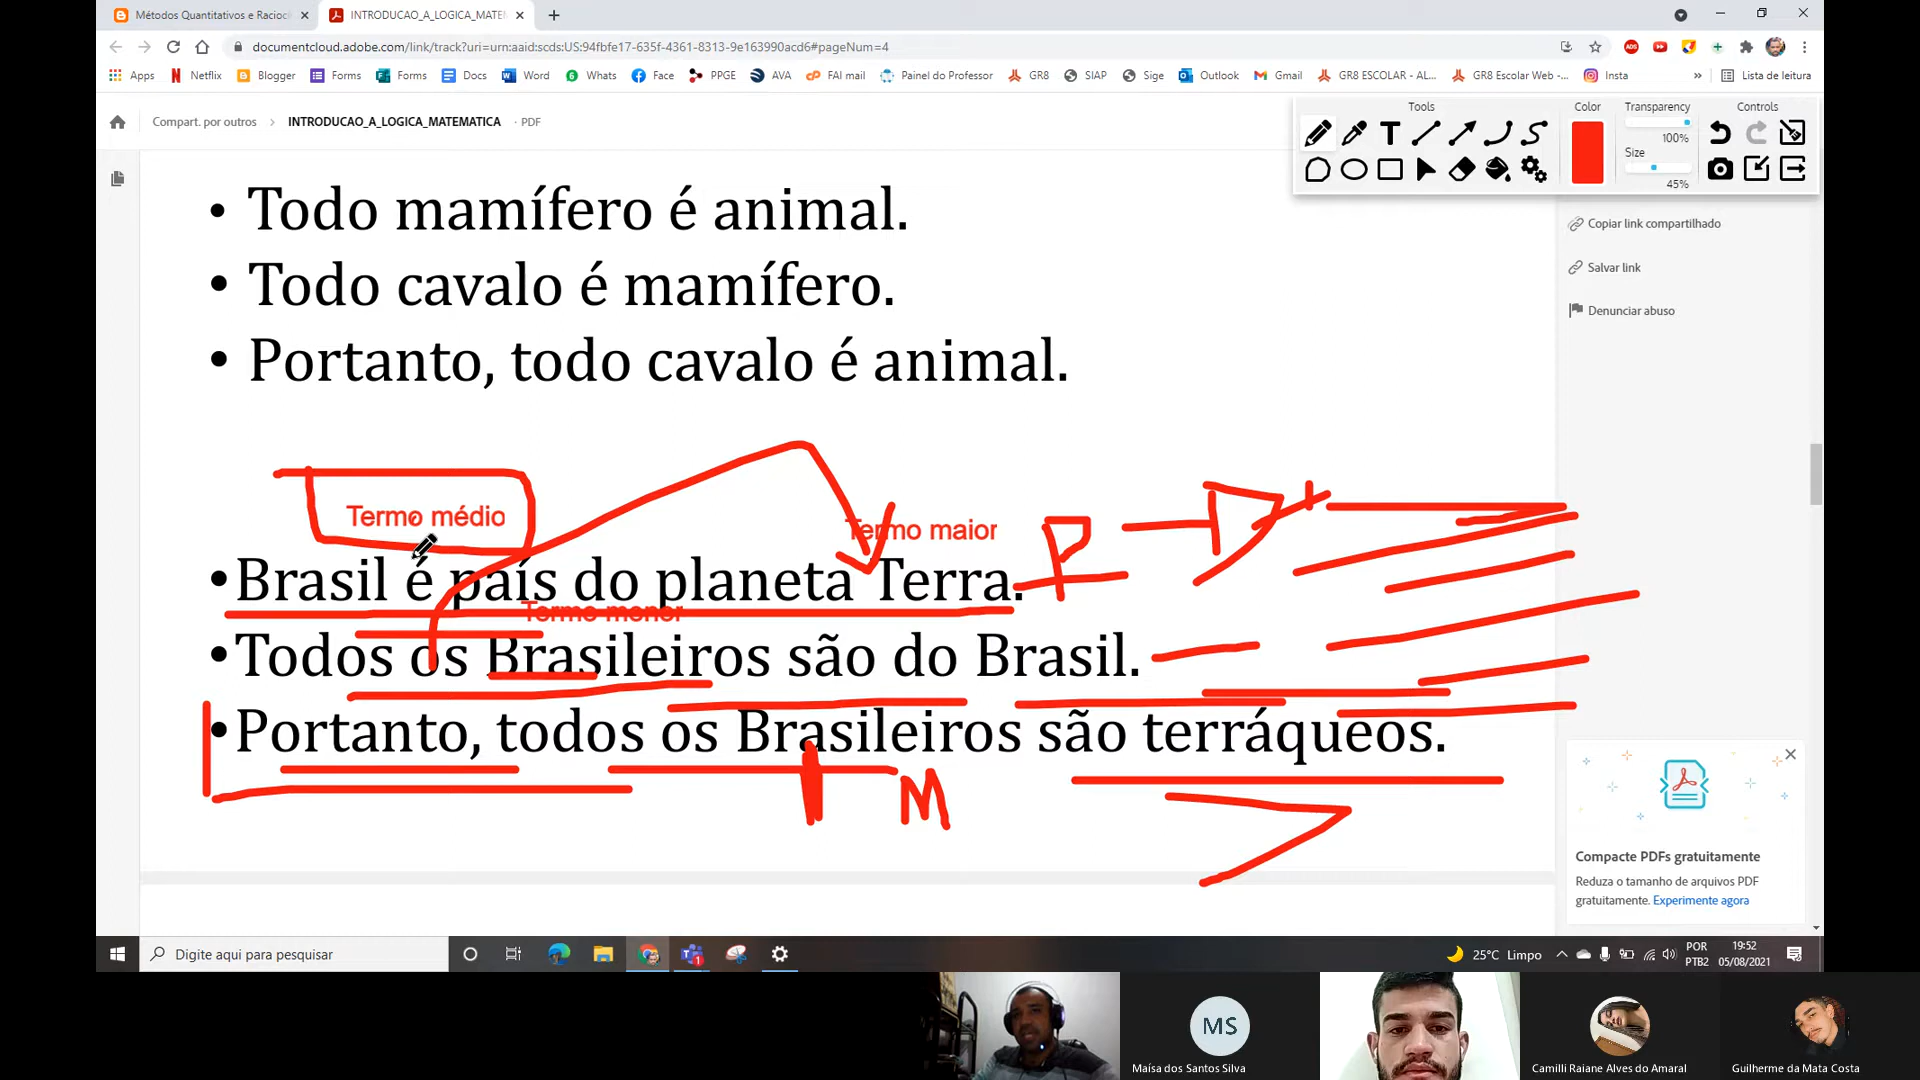 Métodos Quantitativos e Racioci
INTRODUCAO_A_LOGICA_MATEM
documentcloud.adobe.com/link/track?uri=urn:aaid:scds:US:94fbfe17-635f-4361-8313-9e163990acd6#pageNum=4
Apps Netflix Blogger Forms Forms Docs Word Whats Face PPGE AVA FAI mail Painel do Professor GR8 SIAP Sige Outlook Gmail GR8 ESCOLAR - AL... GR8 Escolar Web -... Insta » Lista de leitura
Compart. por outros > INTRODUCAO_A_LOGICA_MATEMATICA · PDF
Tools Color Transparency Controls
100%
Size
45%
Copiar link compartilhado
Salvar link
Denunciar abuso
• Todo mamífero é animal.
• Todo cavalo é mamífero.
• Portanto, todo cavalo é animal.
Termo médio
Termo maior
P
•Brasil é país do planeta Terra.
Termo menor
•Todos os Brasileiros são do Brasil.
•Portanto, todos os Brasileiros são terráqueos.
M
Compacte PDFs gratuitamente
Reduza o tamanho de arquivos PDF
gratuitamente. Experimente agora
Digite aqui para pesquisar
25°C Limpo
POR
PTB2
19:52
05/08/2021
MS
Maísa dos Santos Silva
Camilli Raiane Alves do Amaral
Guilherme da Mata Costa